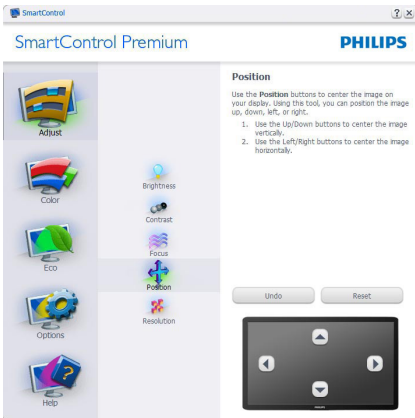 SmartControl
? x
SmartControl Premium
PHILIPS
Adjust
Color
Eco
Options
Help
Brightness
Contrast
Focus
Position
Resolution
Position
Use the Position buttons to center the image on
your display. Using this tool, you can position the image
up, down, left, or right.
1. Use the Up/Down buttons to center the image
vertically.
2. Use the Left/Right buttons to center the image
horizontally.
Undo
Reset
PHILIPS